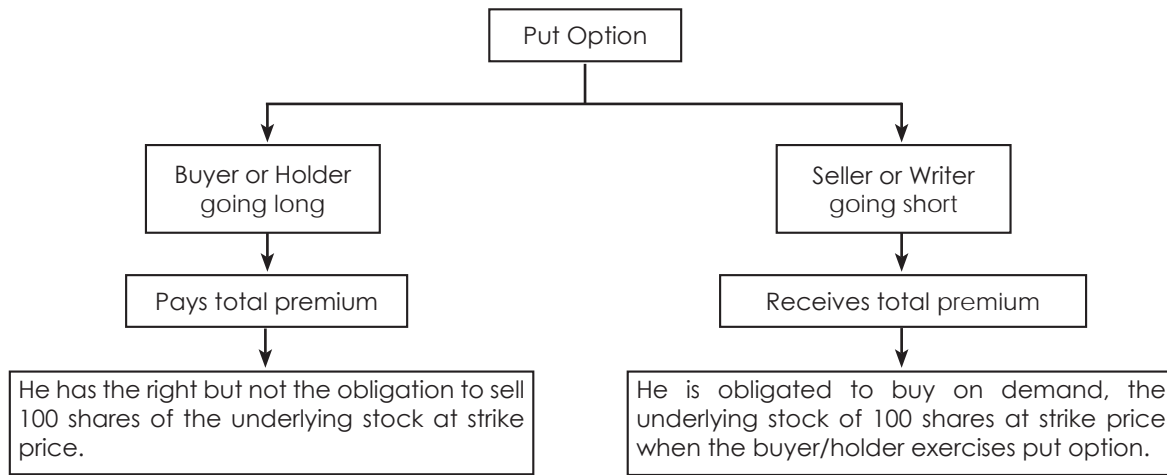 Put Option
Buyer or Holder
going long
Seller or Writer
going short
Pays total premium
Receives total premium
He has the right but not the obligation to sell
100 shares of the underlying stock at strike
price.
He is obligated to buy on demand, the
underlying stock of 100 shares at strike price
when the buyer/holder exercises put option.